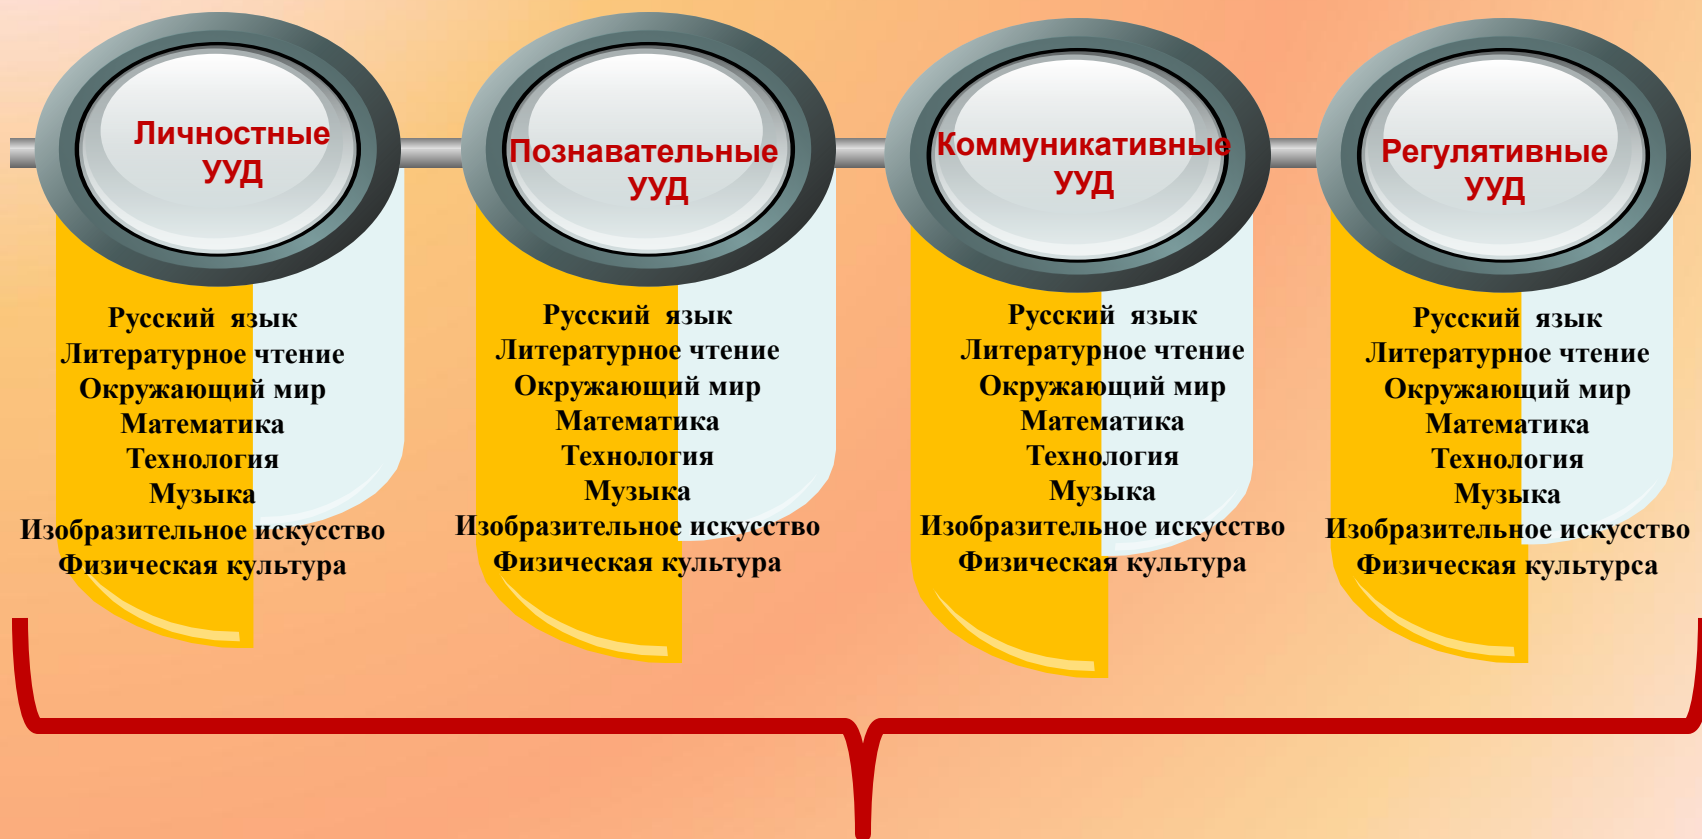 Личностные
УУД
Русский язык
Литературное чтение
Окружающий мир
Математика
Технология
Музыка
Изобразительное искусство
Физическая культура
Познавательные
УУД
Русский язык
Литературное чтение
Окружающий мир
Математика
Технология
Музыка
Изобразительное искусство
Физическая культура
Коммуникативные
УУД
Русский язык
Литературное чтение
Окружающий мир
Математика
Технология
Музыка
Изобразительное искусство
Физическая культура
Регулятивные
УУД
Русский язык
Литературное чтение
Окружающий мир
Математика
Технология
Музыка
Изобразительное искусство
Физическая культурса